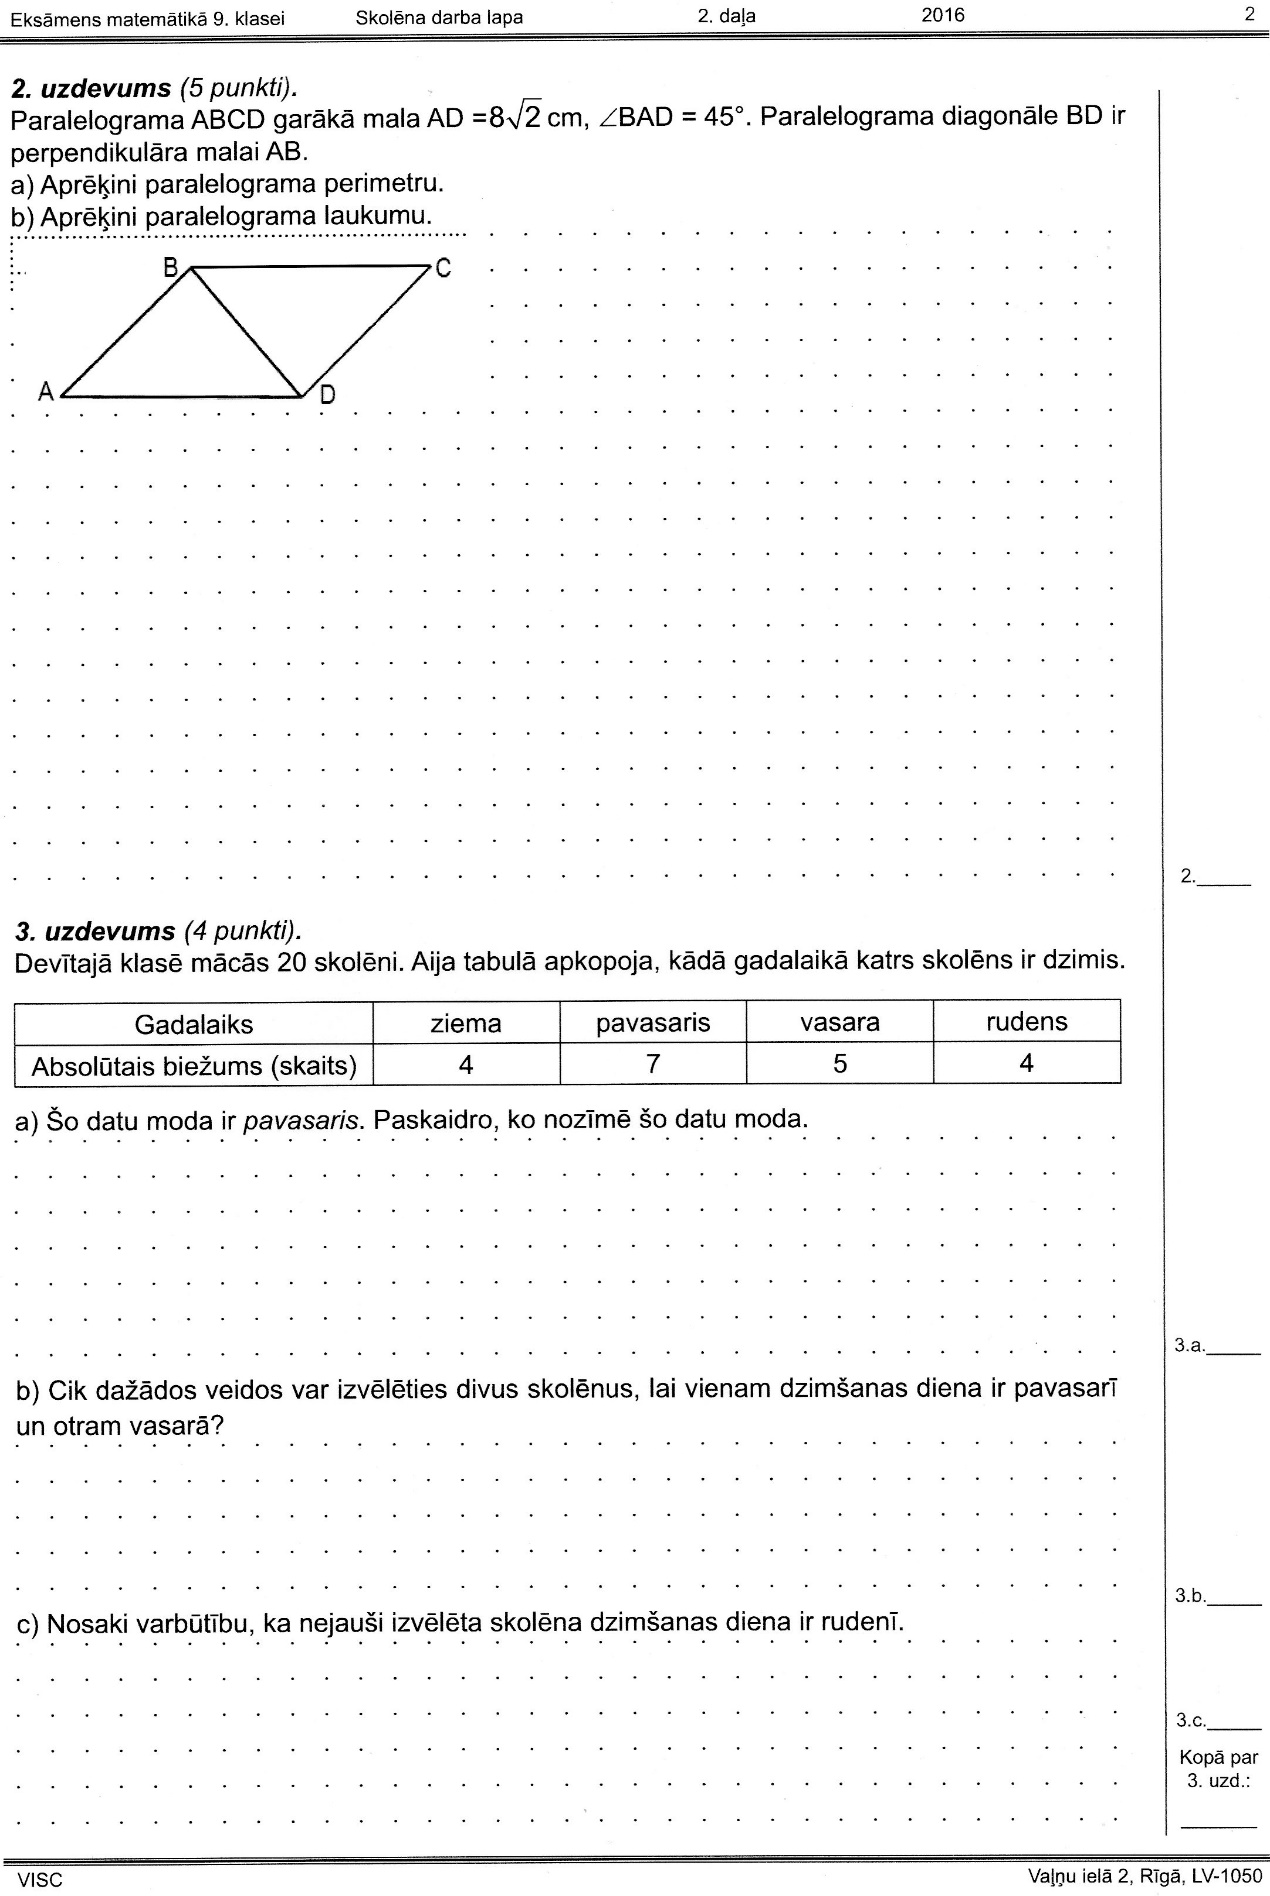 Eksāmens matemātikā 9. klasei Skolēna darba lapa 2. daļa 2016 2
2. uzdevums (5 punkti).
Paralelograma ABCD garākā mala AD =8√2 cm, ∠BAD = 45°. Paralelograma diagonāle BD ir
perpendikulāra malai AB.
a) Aprēķini paralelograma perimetru.
b) Aprēķini paralelograma laukumu.
B C
A D
2.____
3. uzdevums (4 punkti).
Devītajā klasē mācās 20 skolēni. Aija tabulā apkopoja, kādā gadalaikā katrs skolēns ir dzimis.
Gadalaiks ziema pavasaris vasara rudens
Absolūtais biežums (skaits) 4 7 5 4
a) Šo datu moda ir pavasaris. Paskaidro, ko nozīmē šo datu moda.
3.a.____
b) Cik dažādos veidos var izvēlēties divus skolēnus, lai vienam dzimšanas diena ir pavasarī
un otram vasarā?
3.b.____
c) Nosaki varbūtību, ka nejauši izvēlēta skolēna dzimšanas diena ir rudenī.
3.c.____
Kopā par
3. uzd.:
VISC Vaļņu ielā 2, Rīgā, LV-1050